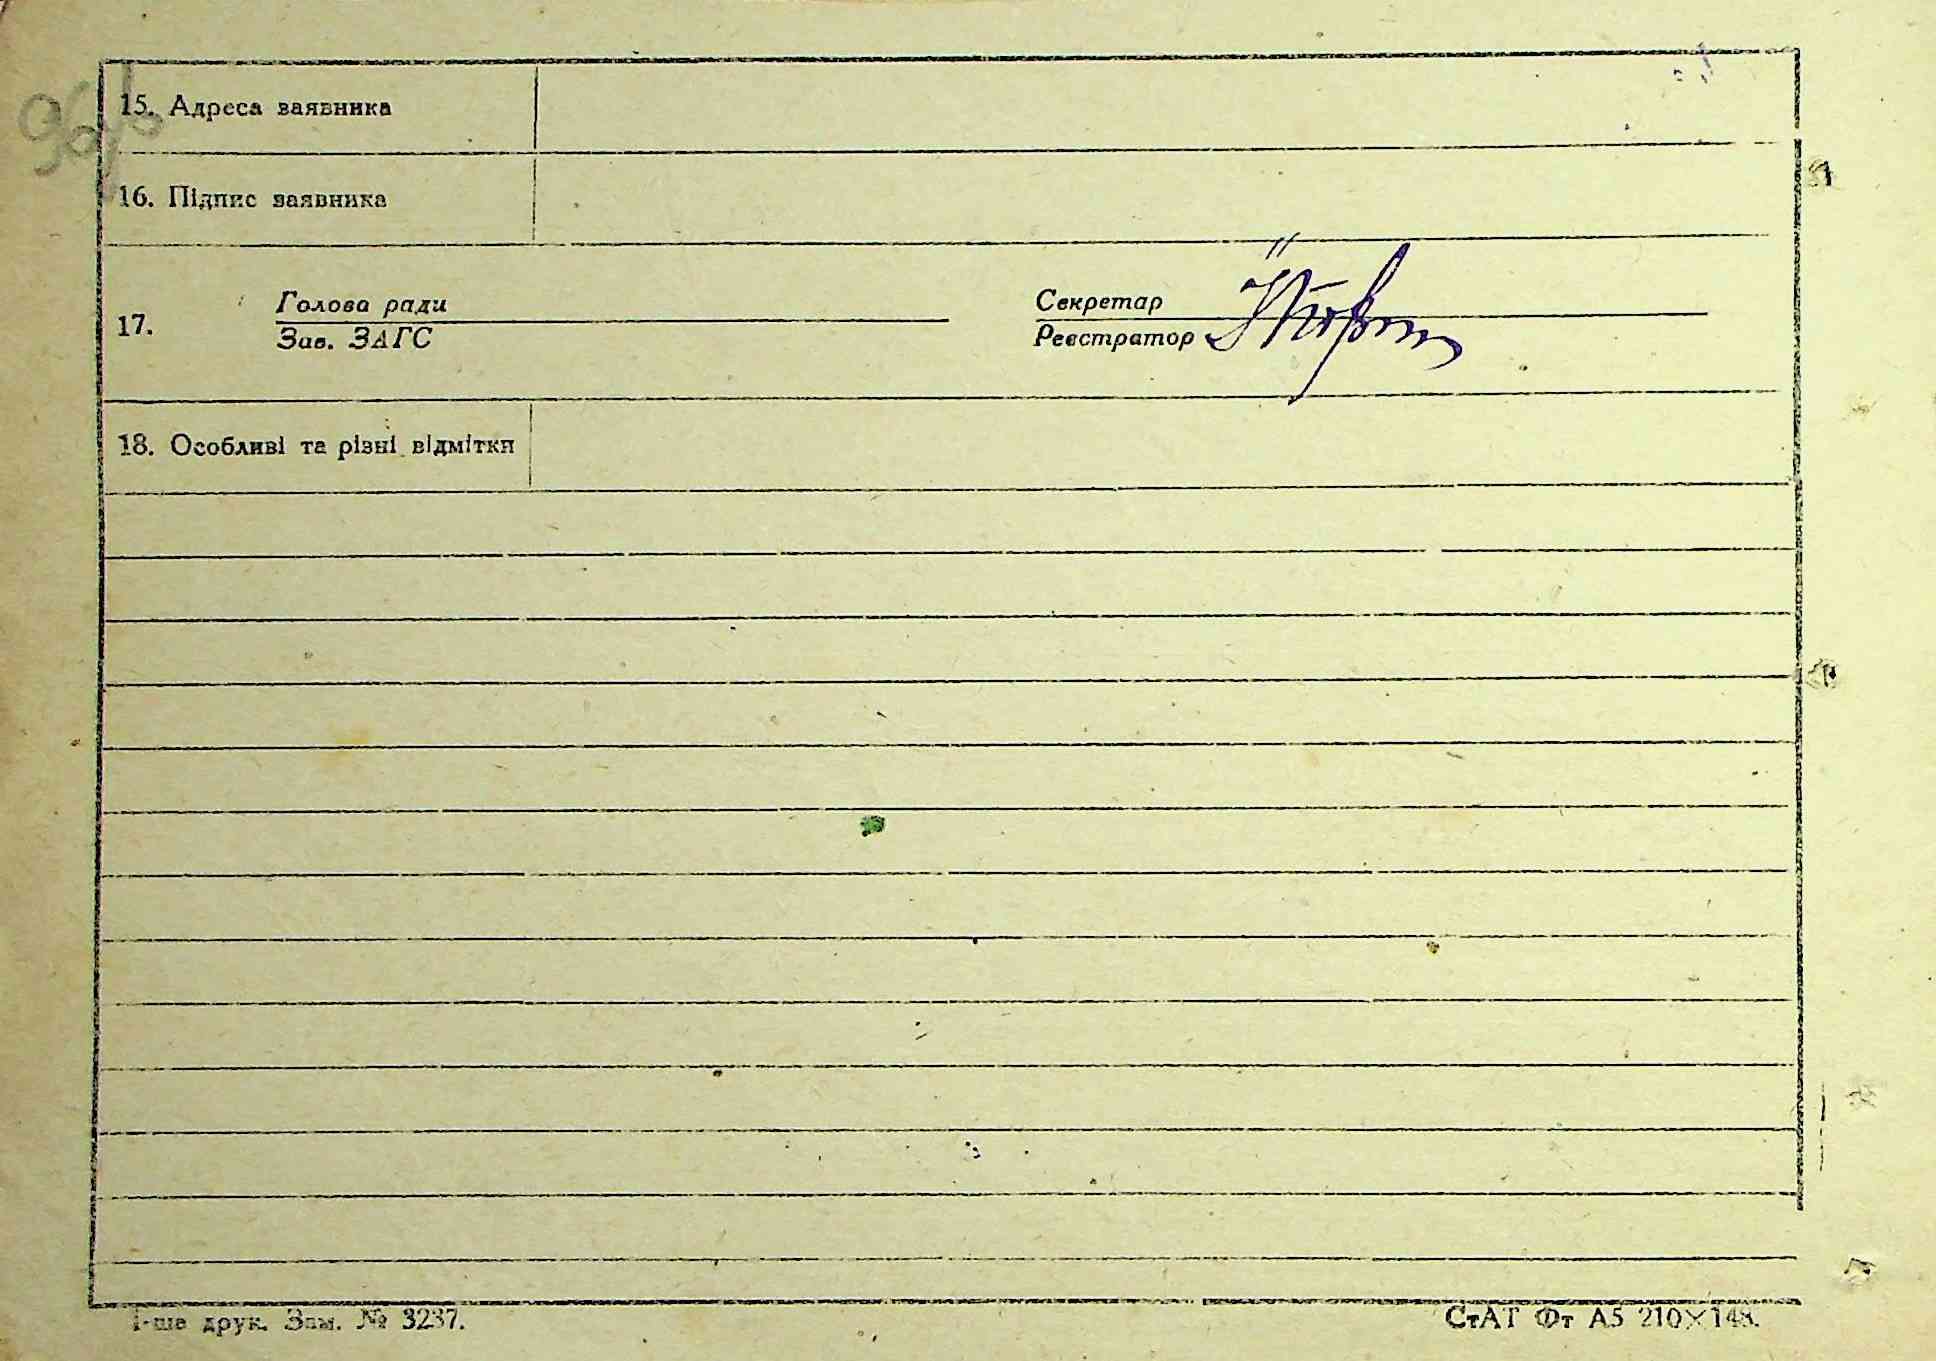 15. Адреса заявника
16. Підпис заявника
17.
Голова ради
Зав. ЗАГС
Секретар
Реєстратор
18. Особливі та різні відмітки
1-ше друк. Зам. № 3237.
СтАТ Фт А5 210×148.